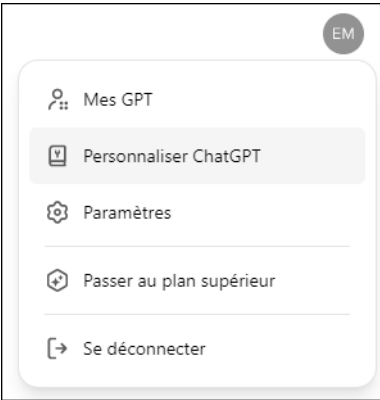 EM
Mes GPT
Personnaliser ChatGPT
Paramètres
Passer au plan supérieur
Se déconnecter